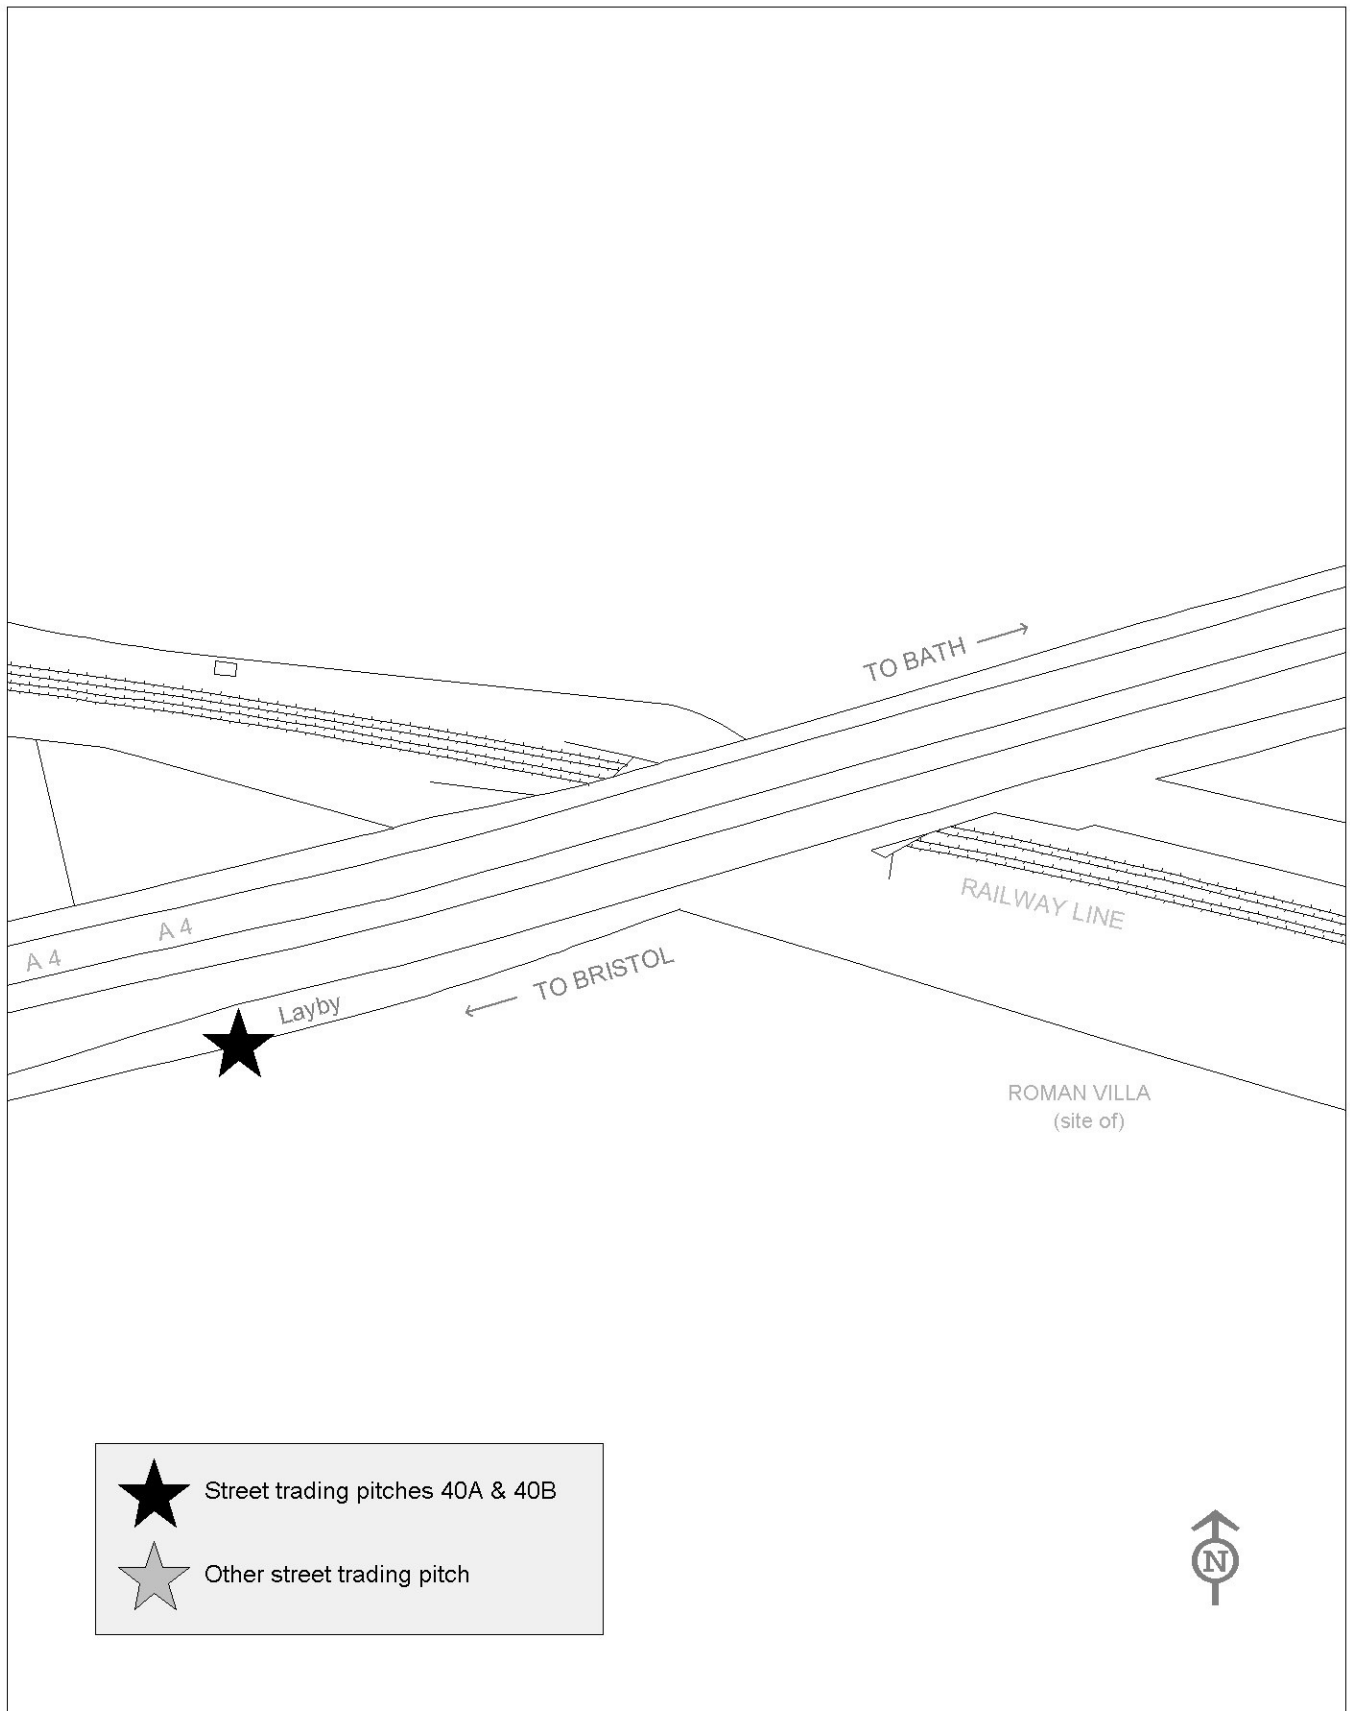 TO BATH
RAILWAY LINE
A 4
A 4
TO BRISTOL
Layby
ROMAN VILLA
(site of)
Street trading pitches 40A & 40B
Other street trading pitch
N